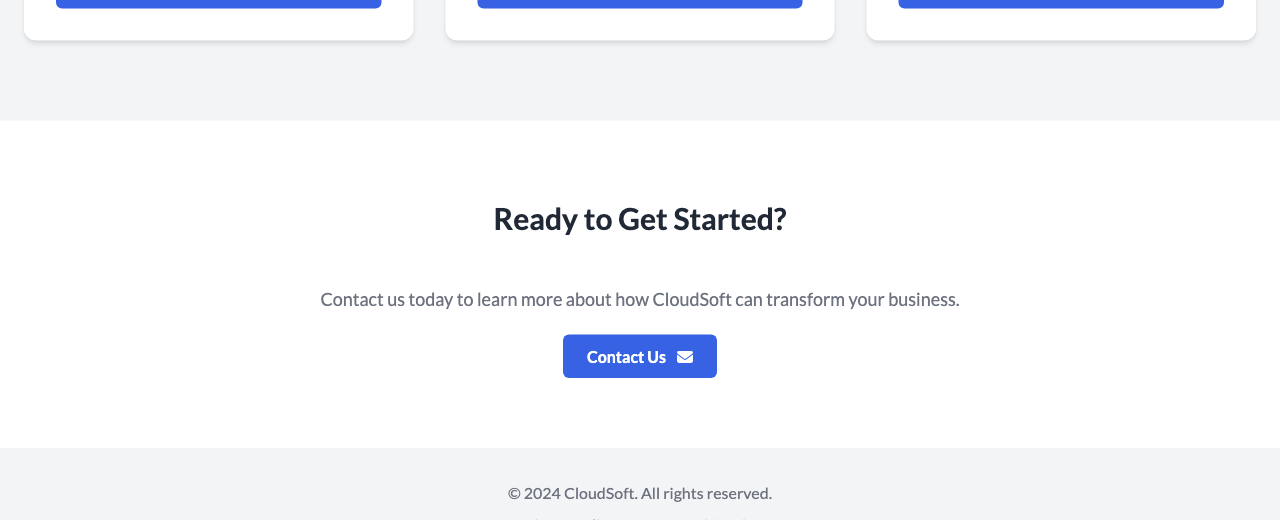 Ready to Get Started?
Contact us today to learn more about how CloudSoft can transform your business.
Contact Us
© 2024 CloudSoft. All rights reserved.